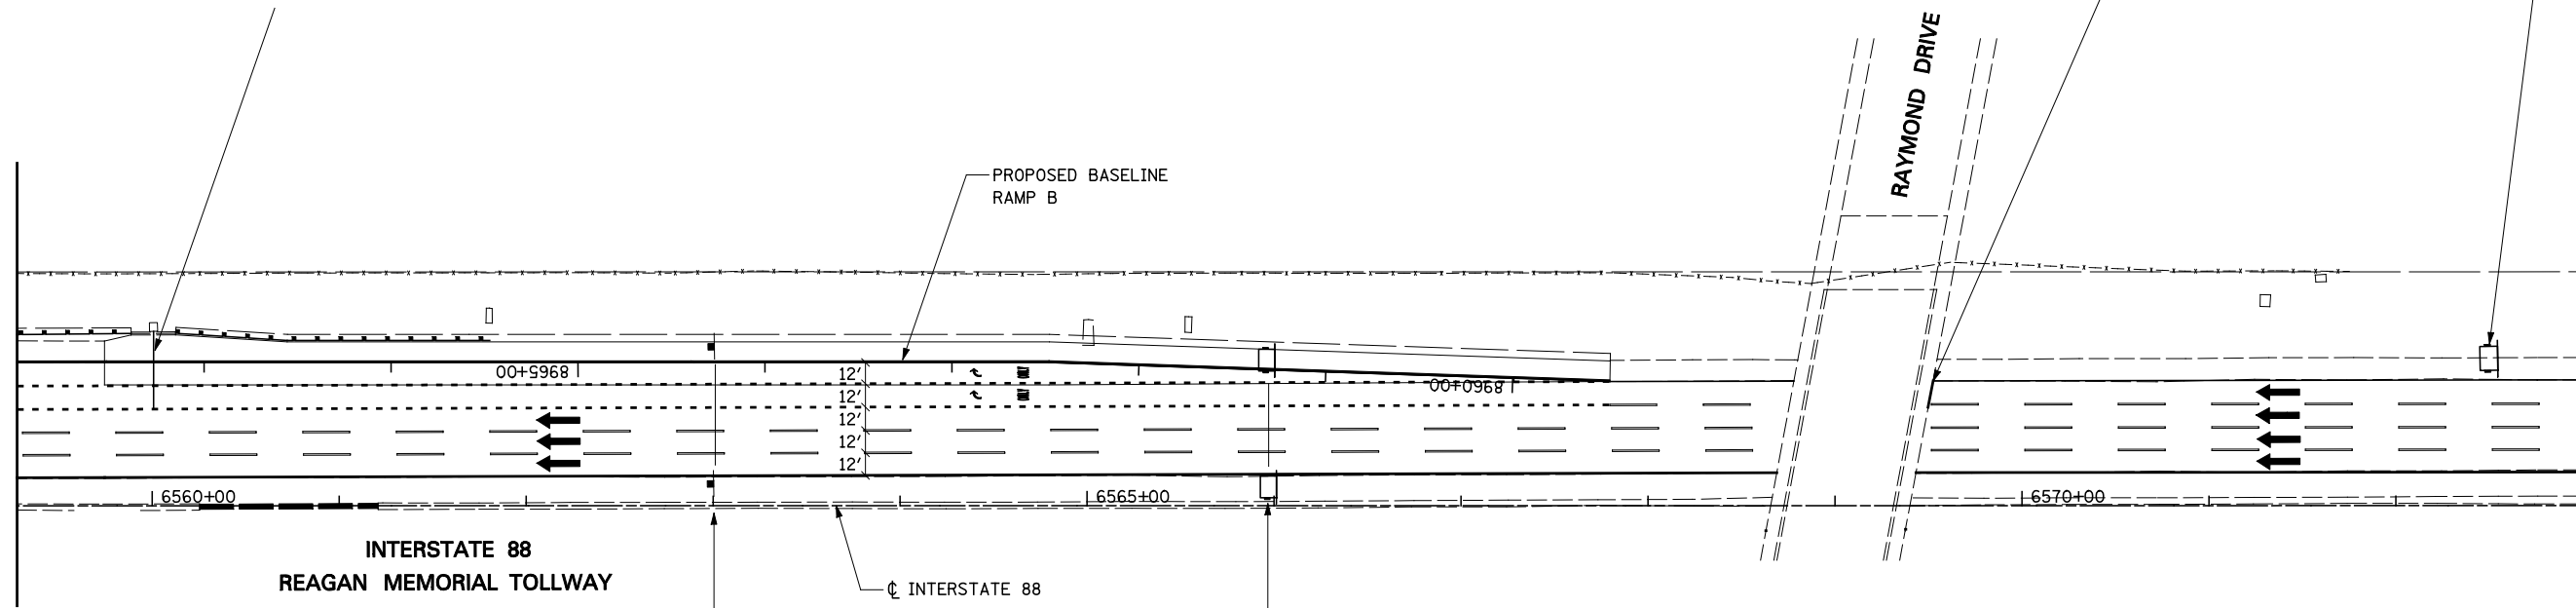 RAYMOND DRIVE
PROPOSED BASELINE
RAMP B
8965+00
8960+00
12'
12'
12'
12'
12'
6560+00
6565+00
6570+00
INTERSTATE 88
REAGAN MEMORIAL TOLLWAY
℄ INTERSTATE 88